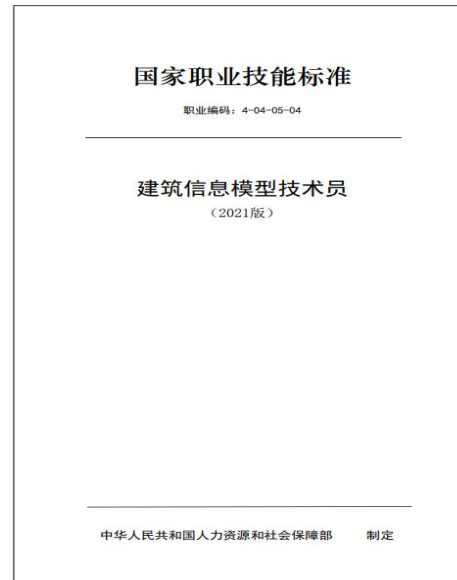 国家职业技能标准
职业编码：4-04-05-04
建筑信息模型技术员
（2021版）
中华人民共和国人力资源和社会保障部 制定